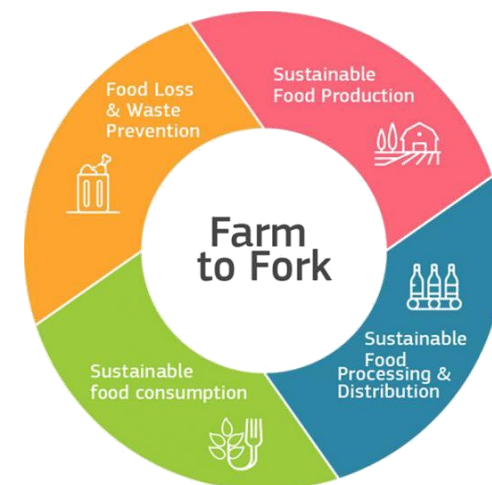 Food Loss
& Waste
Prevention
Sustainable
Food Production
Farm
to Fork
Sustainable
Food
Processing &
Distribution
Sustainable
food consumption